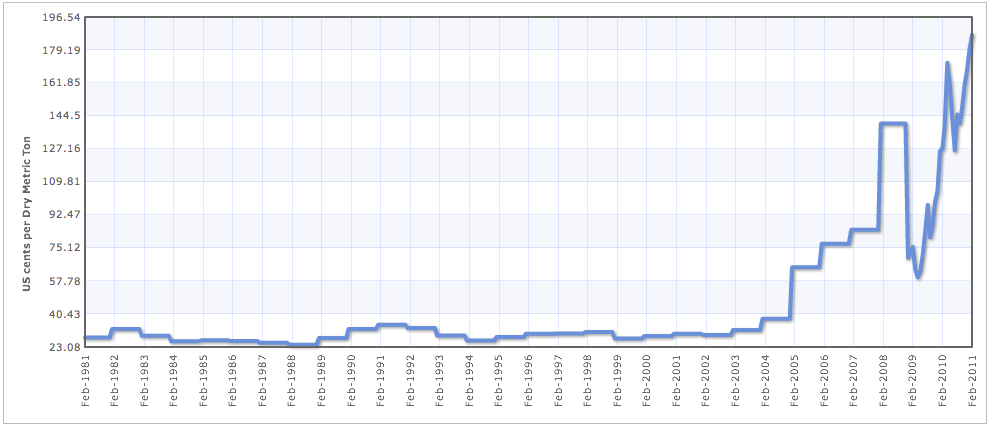 196.54
179.19
161.85
144.5
127.16
109.81
92.47
75.12
57.78
40.43
23.08
US cents per Dry Metric Ton
Feb-1981
Feb-1982
Feb-1983
Feb-1984
Feb-1985
Feb-1986
Feb-1987
Feb-1988
Feb-1989
Feb-1990
Feb-1991
Feb-1992
Feb-1993
Feb-1994
Feb-1995
Feb-1996
Feb-1997
Feb-1998
Feb-1999
Feb-2000
Feb-2001
Feb-2002
Feb-2003
Feb-2004
Feb-2005
Feb-2006
Feb-2007
Feb-2008
Feb-2009
Feb-2010
Feb-2011